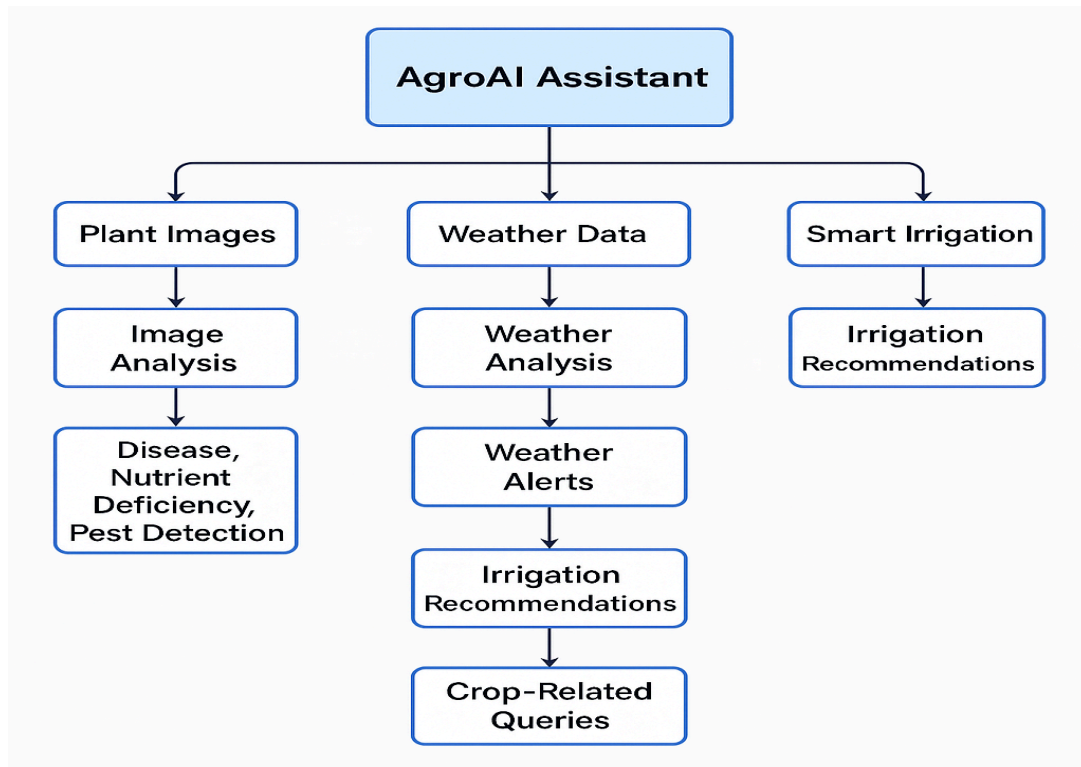 AgroAI Assistant
Plant Images
Weather Data
Smart Irrigation
Image
Analysis
Weather
Analysis
Irrigation
Recommendations
Disease,
Nutrient
Deficiency,
Pest Detection
Weather
Alerts
Irrigation
Recommendations
Crop-Related
Queries